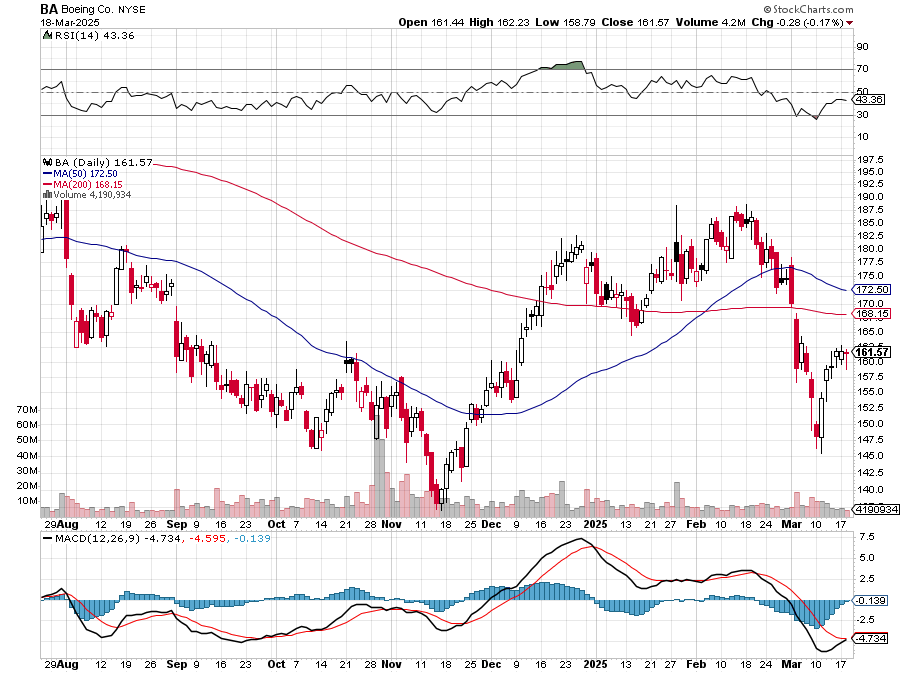 BA Boeing Co. NYSE © StockCharts.com
18-Mar-2025 Open 161.44 High 162.23 Low 158.79 Close 161.57 Volume 4.2M Chg -0.28 (-0.17%)
RSI(14) 43.36
90
70
50
43.36
30
10
BA (Daily) 161.57
MA(50) 172.50
MA(200) 168.15
Volume 4,190,934
197.5
195.0
192.5
190.0
187.5
185.0
182.5
180.0
177.5
175.0
172.50
170.0
168.15
165.0
161.57
160.0
157.5
155.0
152.5
150.0
147.5
145.0
142.5
140.0
4190934
70M
60M
50M
40M
30M
20M
10M
29 Aug 12 19 26 Sep 9 16 23 Oct 7 14 21 28 Nov 11 18 25 Dec 9 16 23 2025 13 21 27 Feb 10 18 24 Mar 10 17
MACD(12,26,9) -4.734, -4.595, -0.139
7.5
5.0
2.5
-0.139
-2.5
-4.734
29 Aug 12 19 26 Sep 9 16 23 Oct 7 14 21 28 Nov 11 18 25 Dec 9 16 23 2025 13 21 27 Feb 10 18 24 Mar 10 17